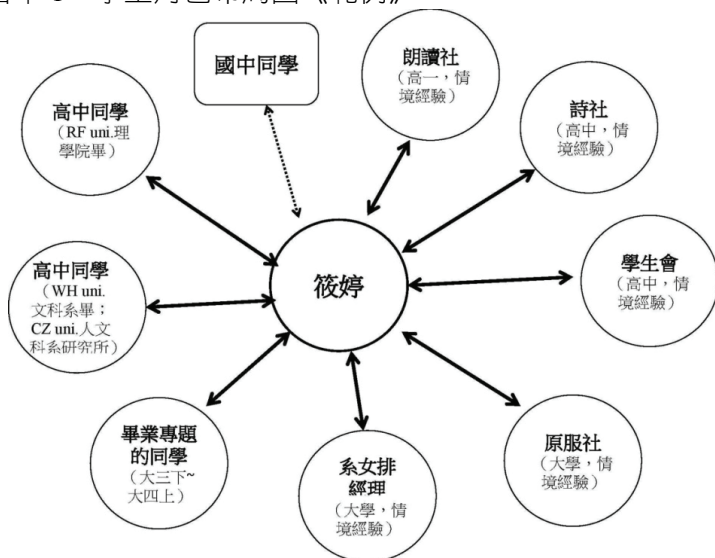 國中同學
朗讀社
(高一，情
境經驗)
高中同學
(RF uni.理
學院畢)
詩社
(高中，情
境經驗)
學生會
(高中，情
境經驗)
筱婷
高中同學
(WH uni.
文科系畢；
CZ uni.人文
科系研究所)
畢業專題
的同學
(大三下~
大四上)
系女排
經理
(大學，情
境經驗)
原服社
(大學，情
境經驗)